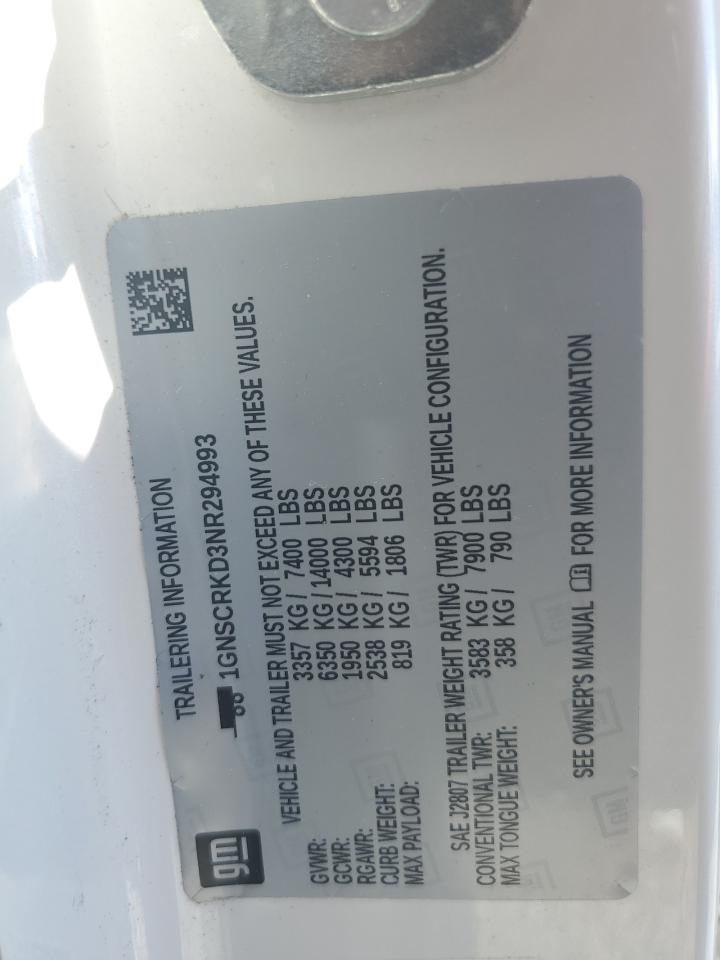 gm
TRAILERING INFORMATION
1GNSCRKD3NR294993
VEHICLE AND TRAILER MUST NOT EXCEED ANY OF THESE VALUES.
GVWR: 3357 KG / 7400 LBS
GCWR: 6350 KG / 14000 LBS
RGAWR: 1950 KG / 4300 LBS
CURB WEIGHT: 2538 KG / 5594 LBS
MAX PAYLOAD: 819 KG / 1806 LBS
SAE J2807 TRAILER WEIGHT RATING (TWR) FOR VEHICLE CONFIGURATION.
CONVENTIONAL TWR: 3583 KG / 7900 LBS
MAX TONGUE WEIGHT: 358 KG / 790 LBS
SEE OWNER'S MANUAL FOR MORE INFORMATION